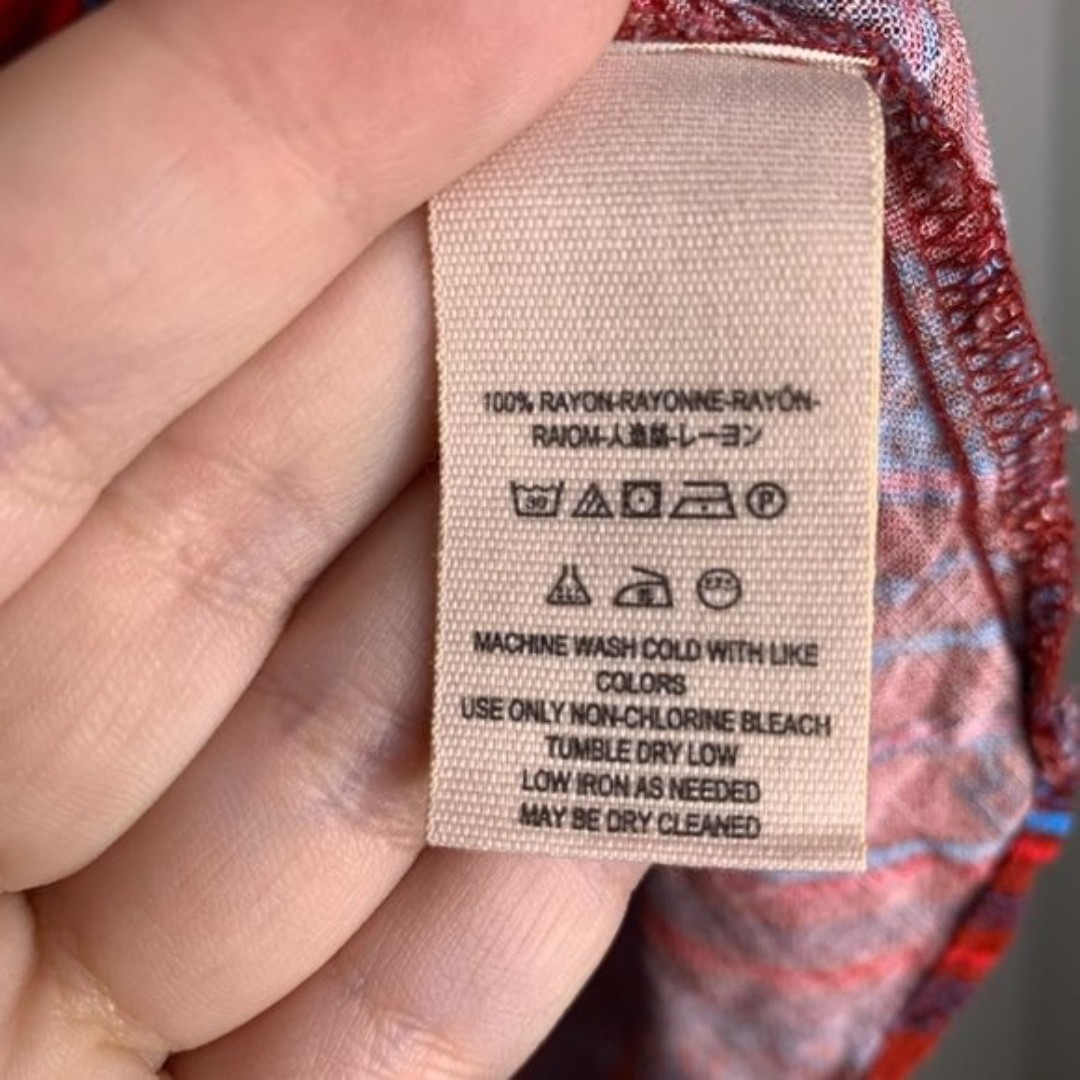 100% RAYON-RAYONNE-RAYÓN-
RAIOM-人造絲-レーヨン
30 P
MACHINE WASH COLD WITH LIKE
COLORS
USE ONLY NON-CHLORINE BLEACH
TUMBLE DRY LOW
LOW IRON AS NEEDED
MAY BE DRY CLEANED